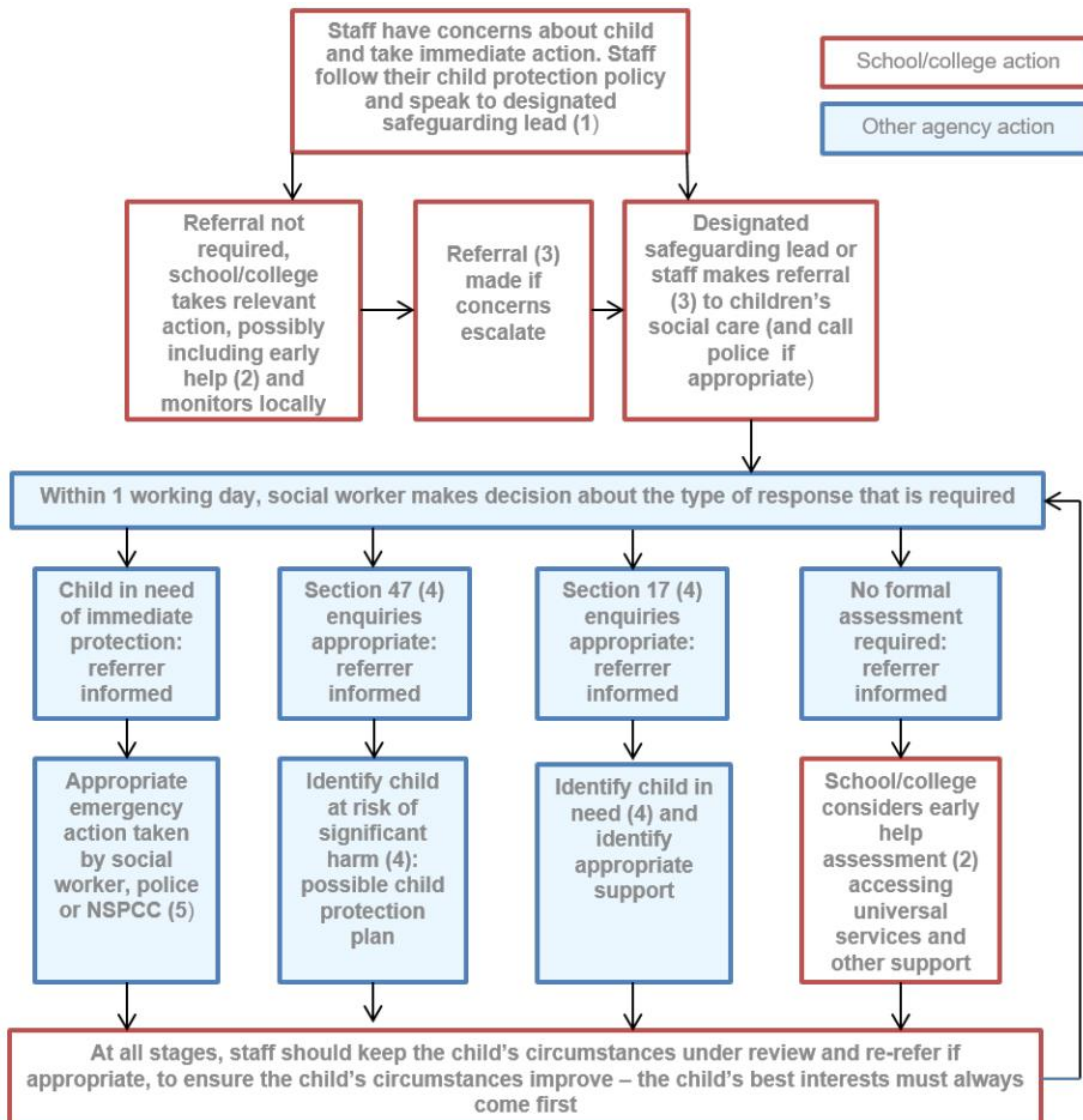 Staff have concerns about child
and take immediate action. Staff
follow their child protection policy
and speak to designated
safeguarding lead (1)
School/college action
Other agency action
Referral not
required,
school/college
takes relevant
action, possibly
including early
help (2) and
monitors locally
Referral (3)
made if
concerns
escalate
Designated
safeguarding lead or
staff makes referral
(3) to children's
social care (and call
police if
appropriate)
Within 1 working day, social worker makes decision about the type of response that is required
Child in need
of immediate
protection:
referrer
informed
Section 47 (4)
enquiries
appropriate:
referrer
informed
Section 17 (4)
enquiries
appropriate:
referrer
informed
No formal
assessment
required:
referrer
informed
Appropriate
emergency
action taken
by social
worker, police
or NSPCC (5)
Identify child
at risk of
significant
harm (4):
possible child
protection
plan
Identify child in
need (4) and
identify
appropriate
support
School/college
considers early
help
assessment (2)
accessing
universal
services and
other support
At all stages, staff should keep the child's circumstances under review and re-refer if
appropriate, to ensure the child's circumstances improve – the child's best interests must always
come first